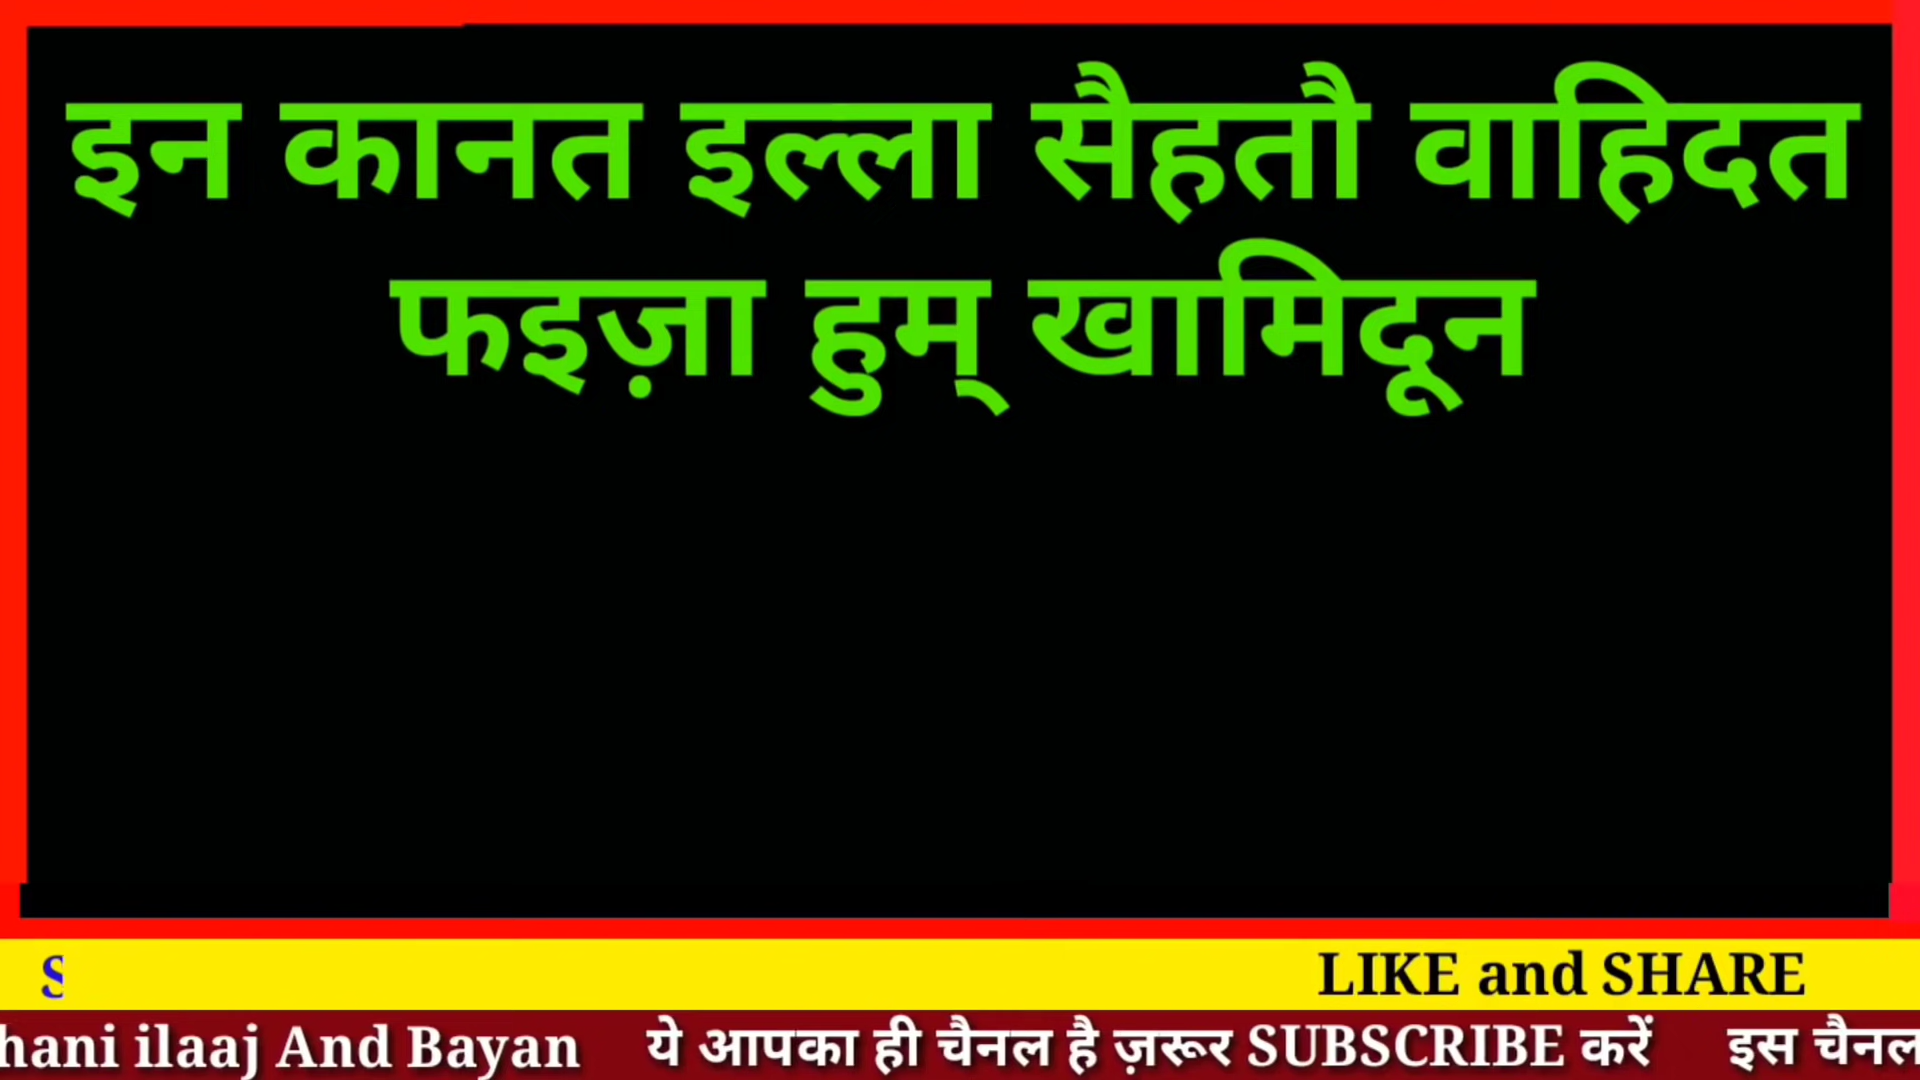 इन कानत इल्ला सैहतौ वाहिदत
फइज़ा हुम् खामिदून
S LIKE and SHARE
hani ilaaj And Bayan ये आपका ही चैनल है ज़रूर SUBSCRIBE करें इस चैनल